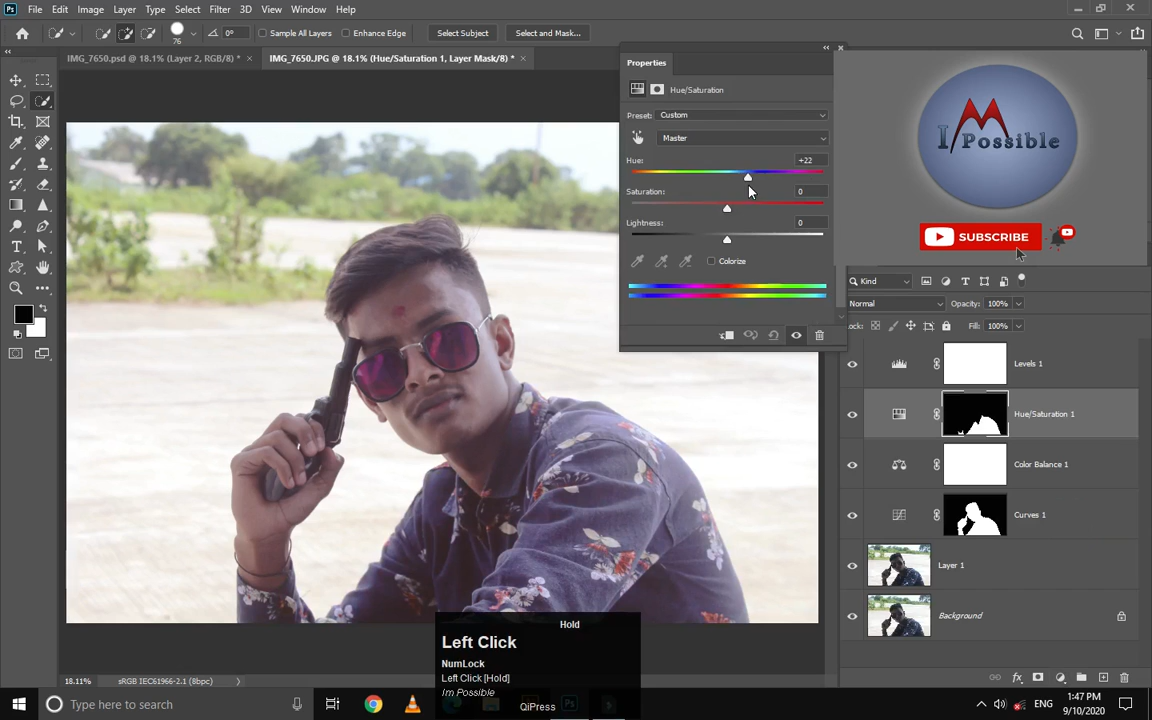 Ps File Edit Image Layer Type Select Filter 3D View Window Help
76 0° Sample All Layers Enhance Edge Select Subject Select and Mask...
IMG_7650.psd @ 18.1% (Layer 2, RGB/8) * × IMG_7650.JPG @ 18.1% (Hue/Saturation 1, Layer Mask/8) * ×
Properties
Hue/Saturation
Preset: Custom
Master
Hue: +22
Saturation: 0
Lightness: 0
Colorize
I M Possible
SUBSCRIBE
Kind
Normal Opacity: 100%
Lock: Fill: 100%
Levels 1
Hue/Saturation 1
Color Balance 1
Curves 1
Layer 1
Background
Hold
Left Click
NumLock
Left Click [Hold]
Im Possible
QiPress
18.11% sRGB IEC61966-2.1 (8bpc)
Type here to search
Ps
ENG
1:47 PM
9/10/2020